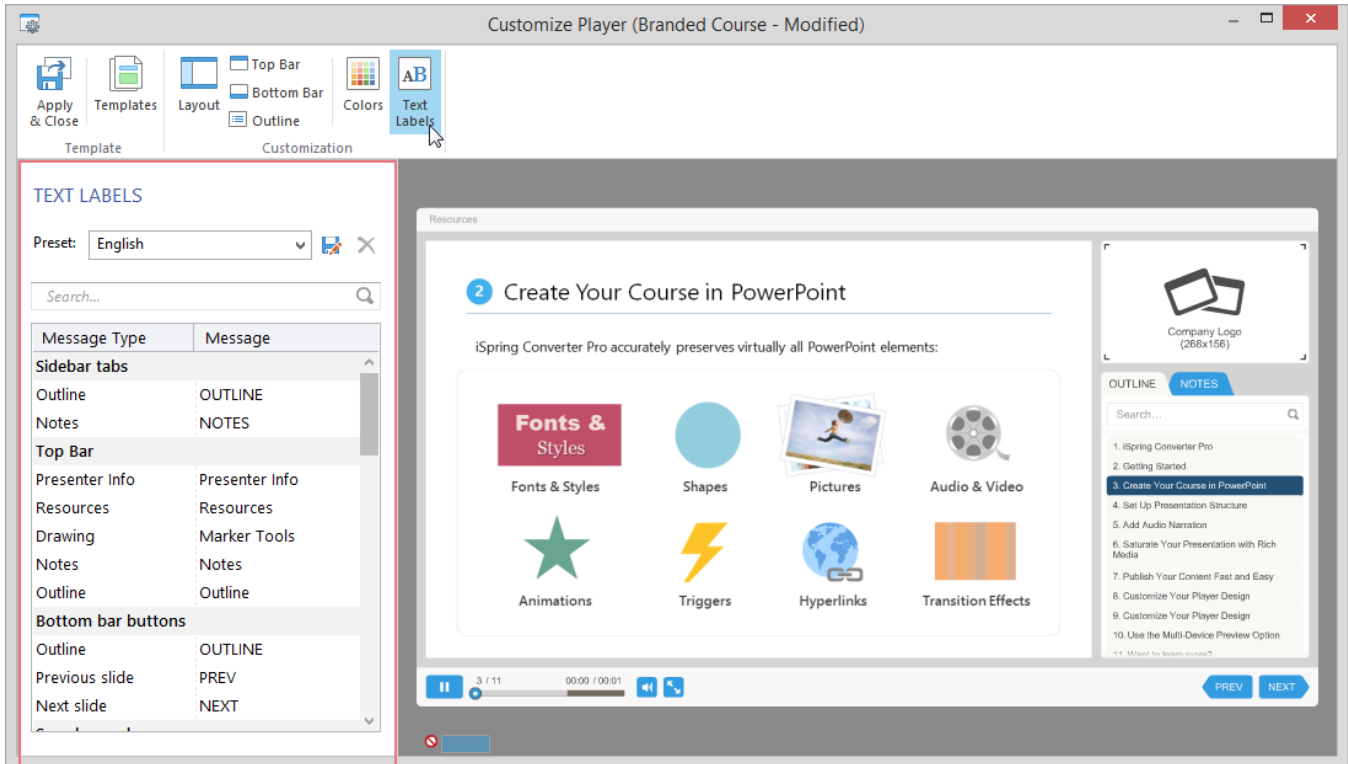 Customize Player (Branded Course - Modified)
Apply & Close
Templates
Layout
Top Bar
Bottom Bar
Outline
Colors
Text Labels
Template
Customization
TEXT LABELS
Preset:
English
Search...
Message Type Message
Sidebar tabs
Outline OUTLINE
Notes NOTES
Top Bar
Presenter Info Presenter Info
Resources Resources
Drawing Marker Tools
Notes Notes
Outline Outline
Bottom bar buttons
Outline OUTLINE
Previous slide PREV
Next slide NEXT
Resources
2 Create Your Course in PowerPoint
iSpring Converter Pro accurately preserves virtually all PowerPoint elements:
Fonts &
Styles
Fonts & Styles
Shapes
Pictures
Audio & Video
Animations
Triggers
Hyperlinks
Transition Effects
3 / 11
00:00 / 00:01
Company Logo
(268x156)
OUTLINE
NOTES
Search...
1. iSpring Converter Pro
2. Getting Started
3. Create Your Course in PowerPoint
4. Set Up Presentation Structure
5. Add Audio Narration
6. Saturate Your Presentation with Rich
Media
7. Publish Your Content Fast and Easy
8. Customize Your Player Design
9. Customize Your Player Design
10. Use the Multi-Device Preview Option
11. Want to learn more?
PREV
NEXT